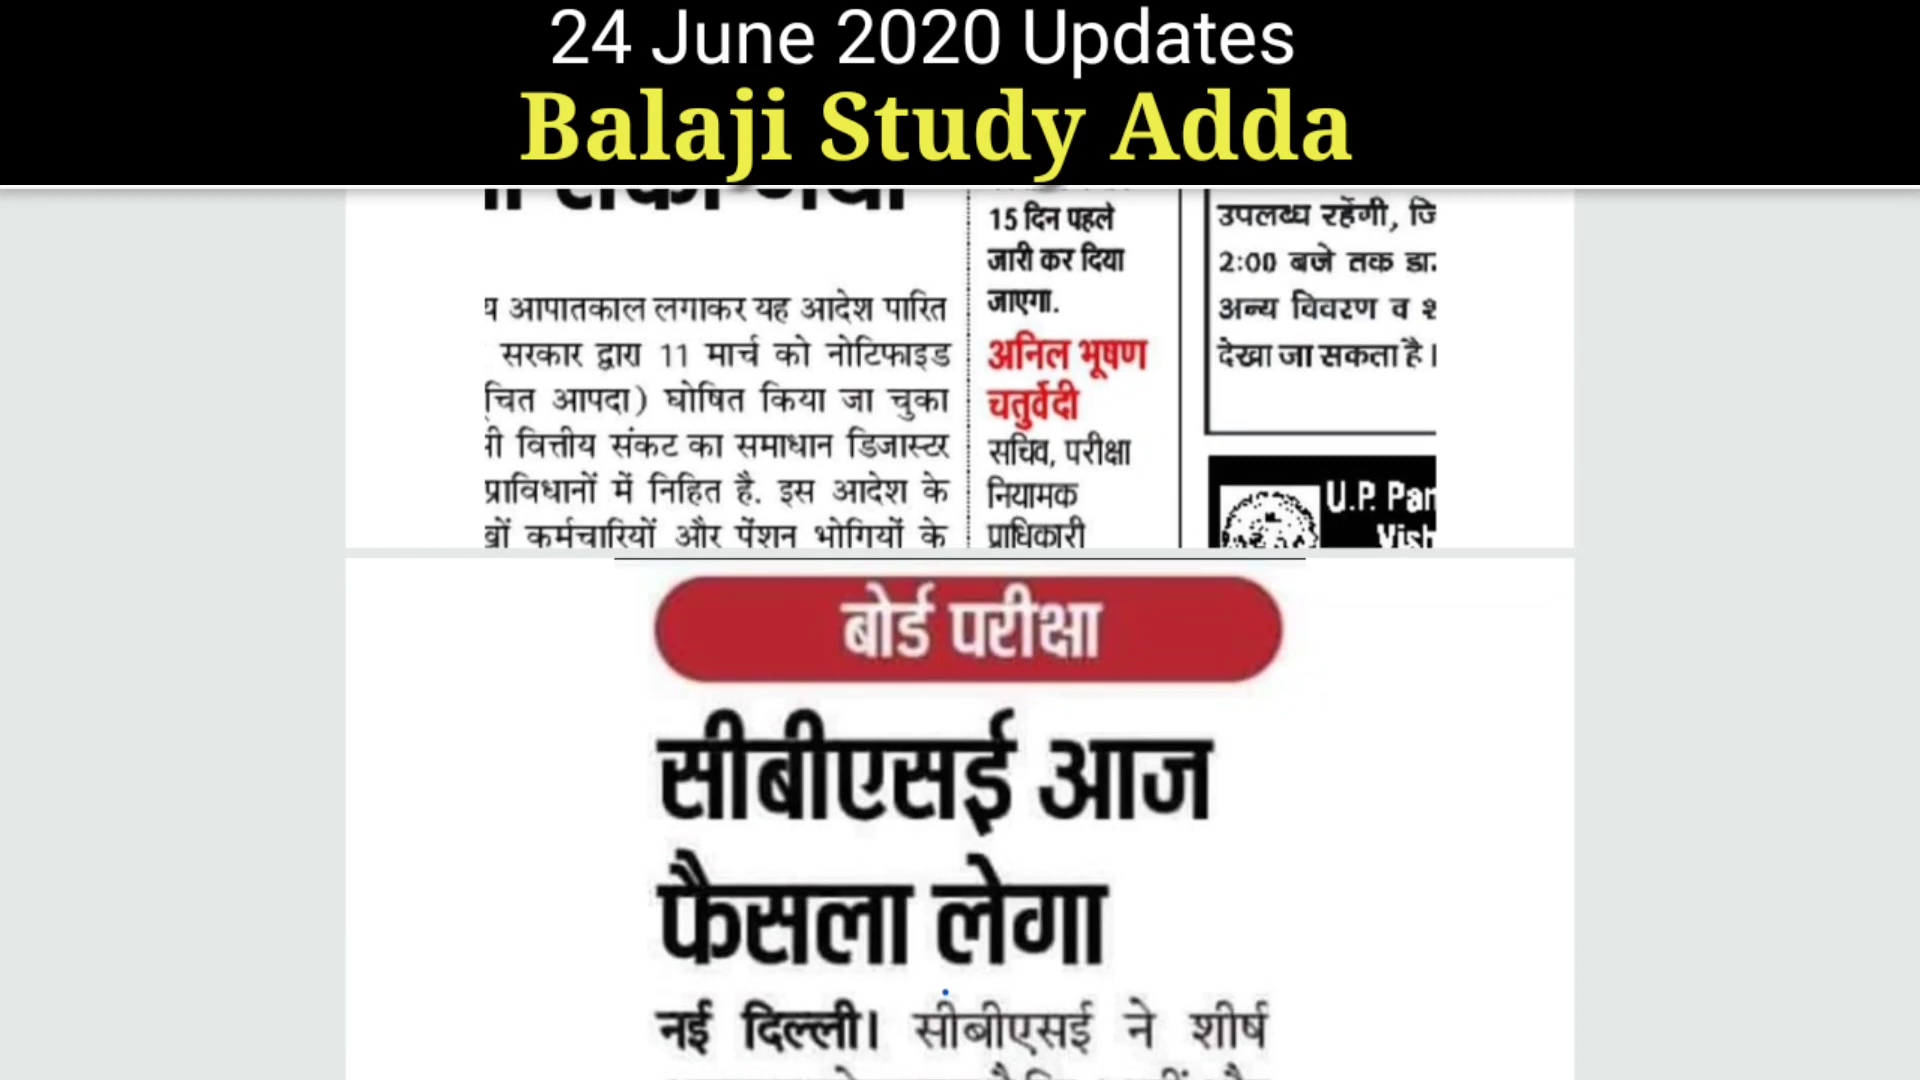 24 June 2020 Updates
Balaji Study Adda
य आपातकाल लगाकर यह आदेश पारित
सरकार द्वारा 11 मार्च को नोटिफाइड
चित आपदा) घोषित किया जा चुका
वित्तीय संकट का समाधान डिजास्टर
प्राविधानों में निहित है. इस आदेश के
कर्मचारियों और पेंशन भोगियों के
15 दिन पहले
जारी कर दिया
जाएगा.
अनिल भूषण
चतुर्वेदी
सचिव, परीक्षा
नियामक
प्राधिकारी
उपलब्ध रहेंगी, जि
2:00 बजे तक डा.
अन्य विवरण व श
देखा जा सकता है।
U.P. Pan
Vish
बोर्ड परीक्षा
सीबीएसई आज
फैसला लेगा
नई दिल्ली। सीबीएसई ने शीर्ष